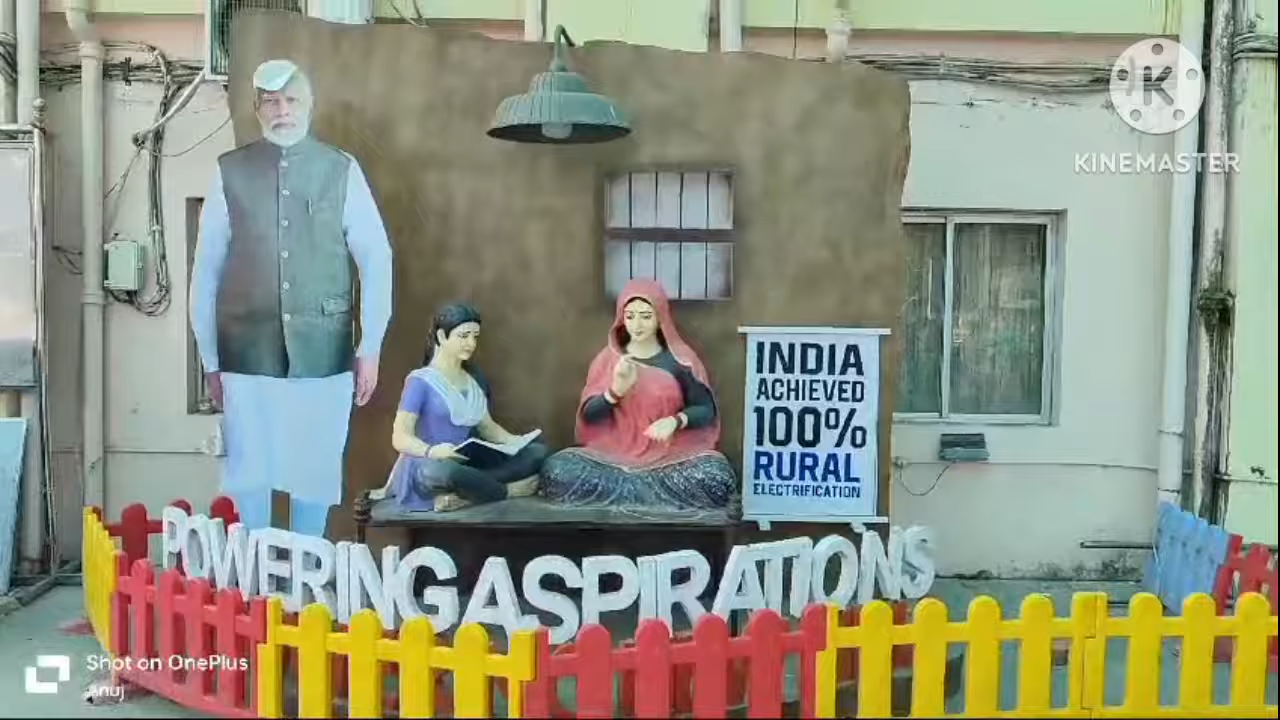 K
KINEMASTER
INDIA
ACHIEVED
100%
RURAL
ELECTRIFICATION
POWERING ASPIRATIONS
Shot on OnePlus
Anuj